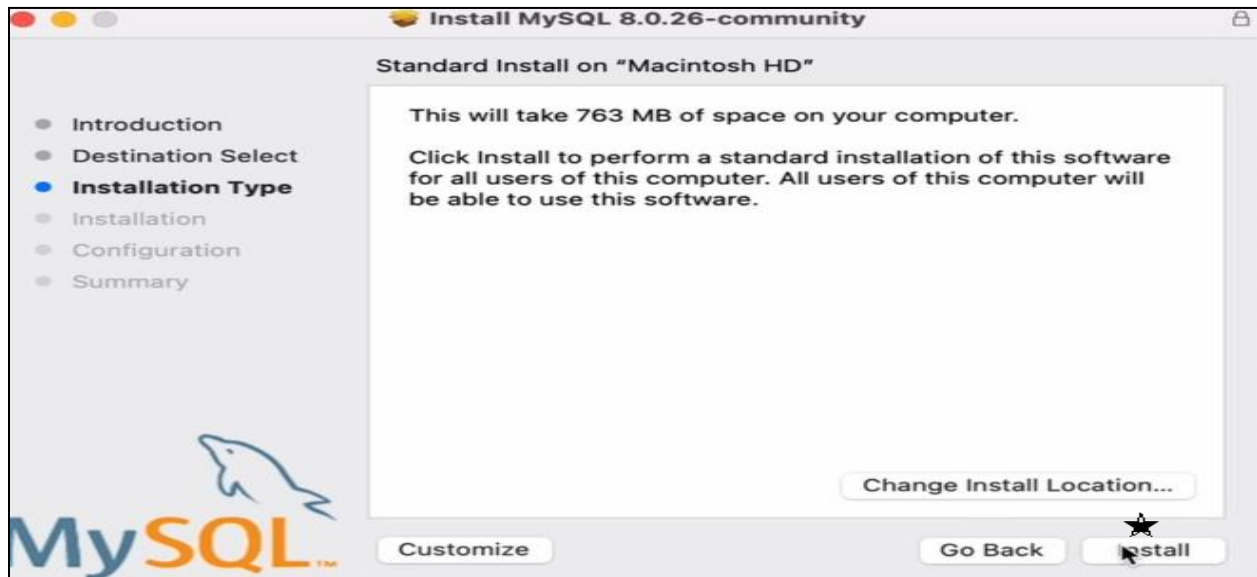 Install MySQL 8.0.26-community
Standard Install on “Macintosh HD”
Introduction
Destination Select
Installation Type
Installation
Configuration
Summary
This will take 763 MB of space on your computer.
Click Install to perform a standard installation of this software
for all users of this computer. All users of this computer will
be able to use this software.
Change Install Location...
MySQL™
Customize
Go Back
Install